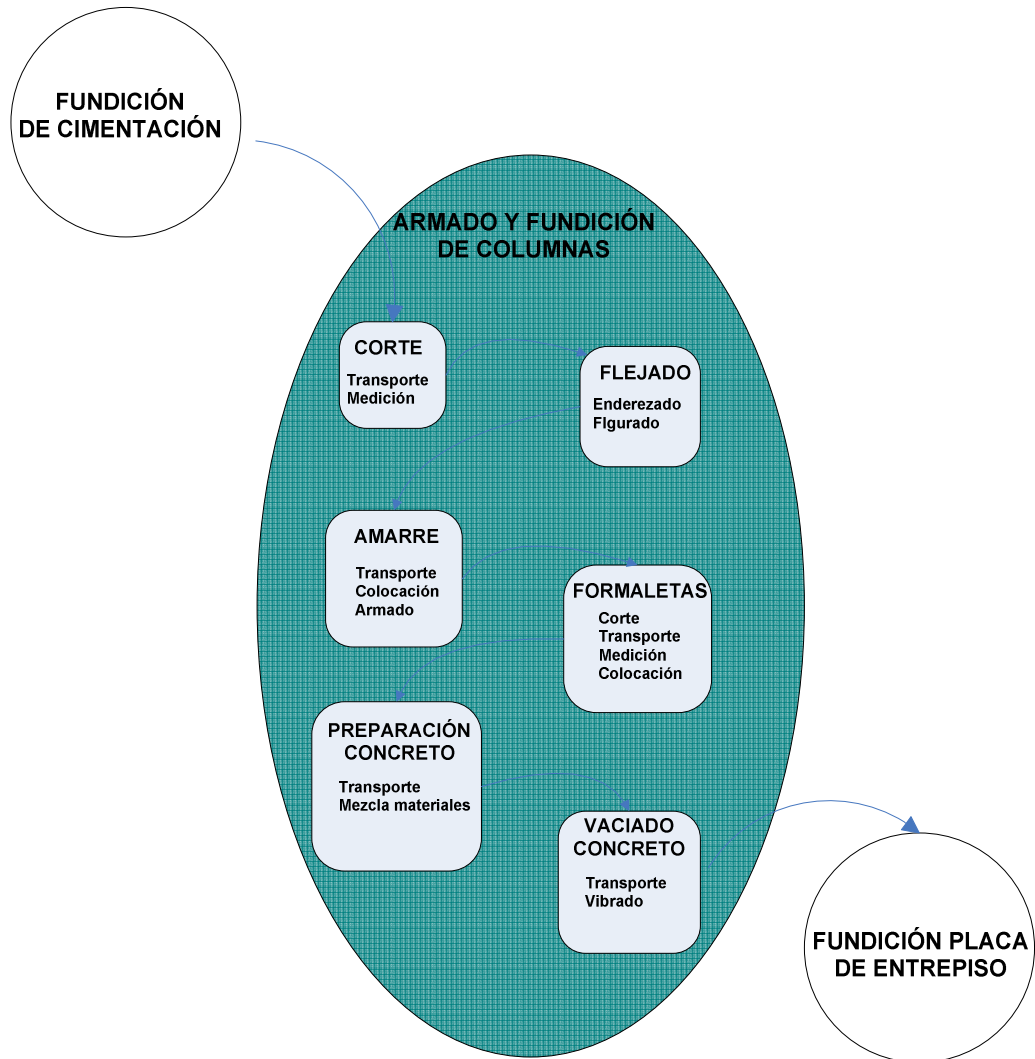 FUNDICIÓN
DE CIMENTACIÓN
ARMADO Y FUNDICIÓN
DE COLUMNAS
CORTE
Transporte
Medición
FLEJADO
Enderezado
FIgurado
AMARRE
Transporte
Colocación
Armado
FORMALETAS
Corte
Transporte
Medición
Colocación
PREPARACIÓN
CONCRETO
Transporte
Mezcla materiales
VACIADO
CONCRETO
Transporte
Vibrado
FUNDICIÓN PLACA
DE ENTREPISO